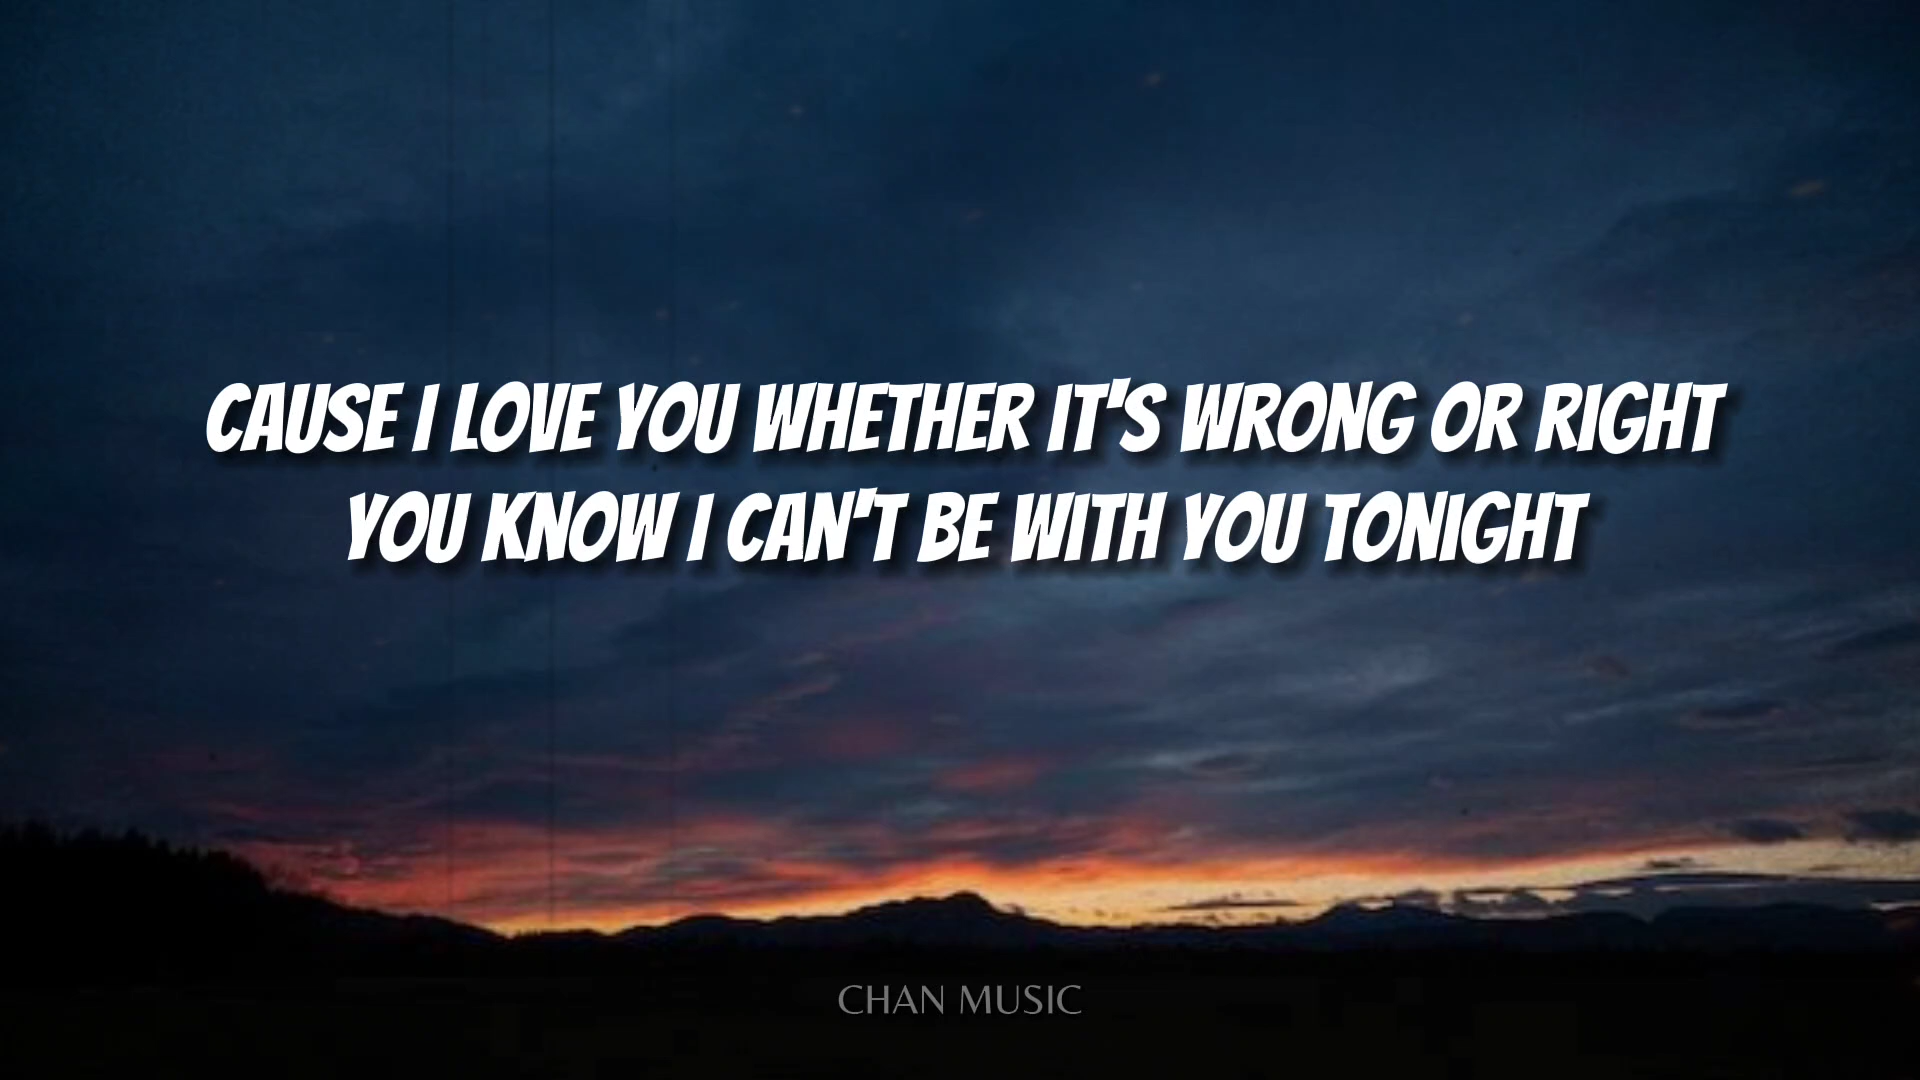 CAUSE I LOVE YOU WHETHER IT'S WRONG OR RIGHT
YOU KNOW I CAN'T BE WITH YOU TONIGHT
CHAN MUSIC